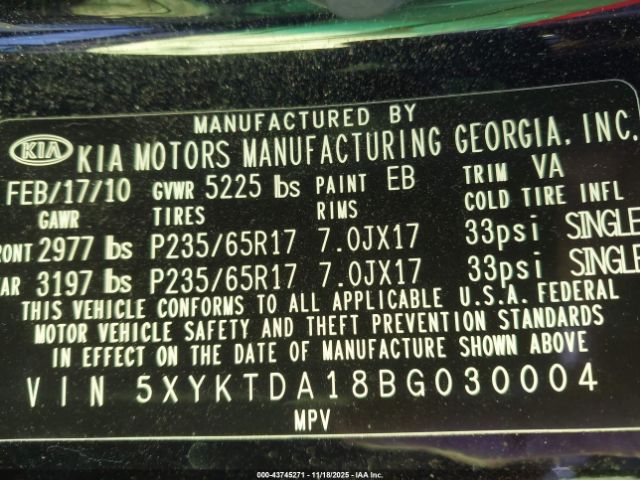 MANUFACTURED BY
KIA KIA MOTORS MANUFACTURING GEORGIA, INC.
FEB/17/10 GVWR 5225 lbs PAINT EB TRIM VA
GAWR TIRES RIMS COLD TIRE INFL
RONT 2977 lbs P235/65R17 7.0JX17 33psi SINGLE
AR 3197 lbs P235/65R17 7.0JX17 33psi SINGLE
THIS VEHICLE CONFORMS TO ALL APPLICABLE U.S.A. FEDERAL
MOTOR VEHICLE SAFETY AND THEFT PREVENTION STANDARDS
IN EFFECT ON THE DATE OF MANUFACTURE SHOWN ABOVE
VIN 5XYKTDA18BG030004
MPV
000-43745271 - 11/18/2025 - IAA Inc.